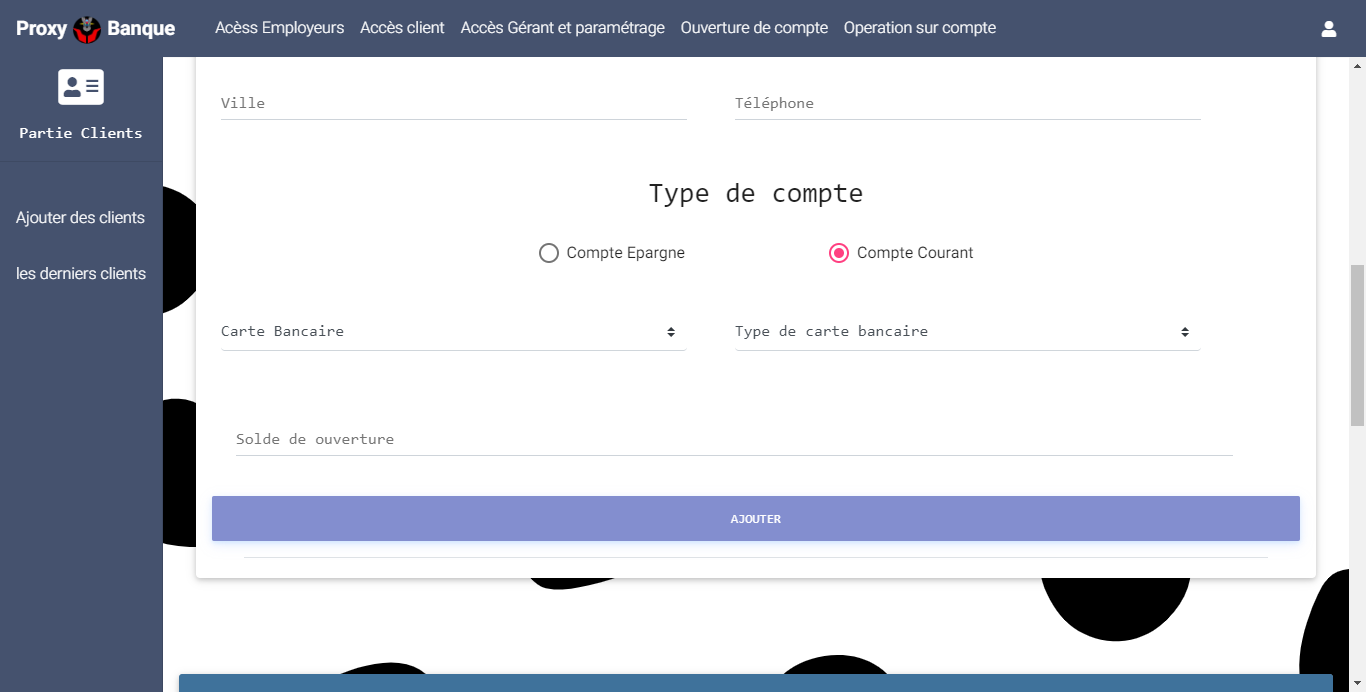 Proxy Banque
Acèss Employeurs Accès client Accès Gérant et paramétrage Ouverture de compte Operation sur compte
Partie Clients
Ajouter des clients
les derniers clients
Ville Téléphone
Type de compte
Compte Epargne Compte Courant
Carte Bancaire Type de carte bancaire
Solde de ouverture
AJOUTER